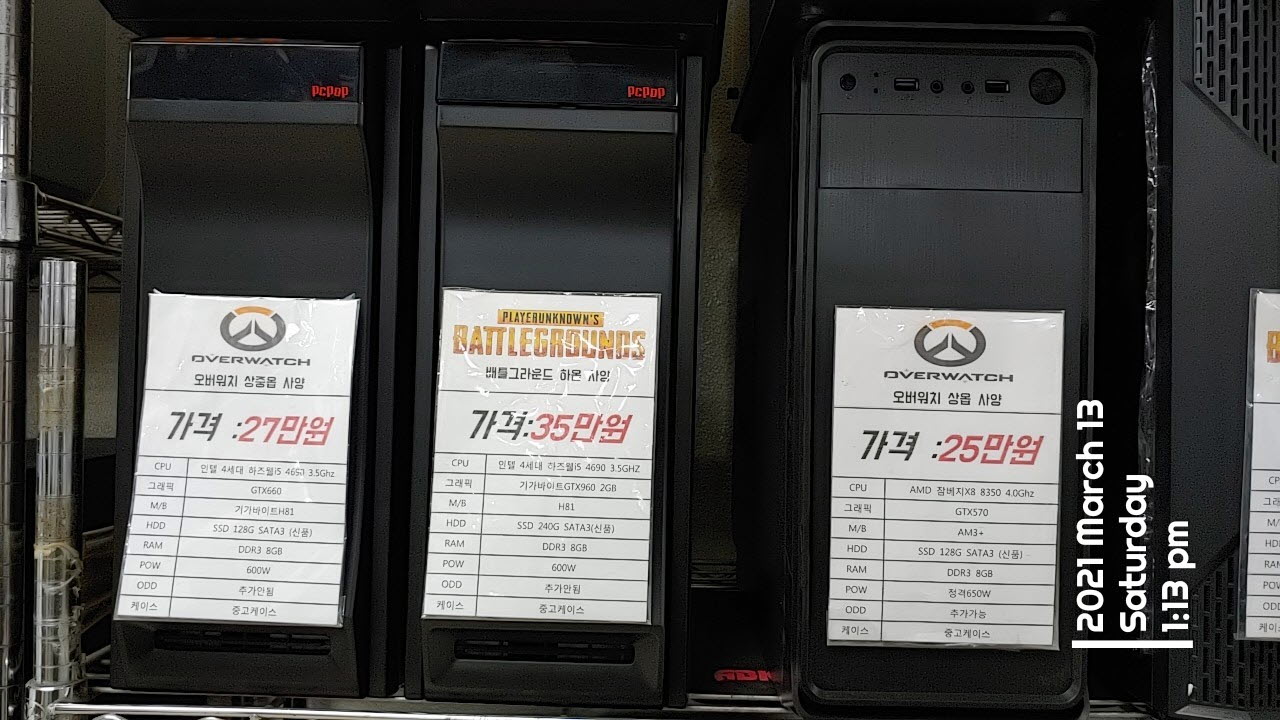 pcpop
OVERWATCH
오버워치 상중옵 사양
가격 :27만원
CPU 인텔 4세대 하즈웰i5 4690 3.5Ghz
그래픽 GTX660
M/B 기가바이트H81
HDD SSD 128G SATA3 (신품)
RAM DDR3 8GB
POW 600W
ODD 추가안됨
케이스 중고케이스
pcpop
PLAYERUNKNOWN'S
BATTLEGROUNDS
배틀그라운드 하몬 사양
가격:35만원
CPU 인텔 4세내 하즈웰i5 4690 3.5GHZ
그래픽 기가바이트GTX960 2GB
M/B H81
HDD SSD 240G SATA3(신품)
RAM DDR3 8GB
POW 600W
ODD 추가안됨
케이스 중고케이스
OVERWATCH
오버워치 상옵 사양
가격 :25만원
CPU AMD 잠베지X8 8350 4.0Ghz
그래픽 GTX570
M/B AM3+
HDD SSD 128G SATA3 (신품)
RAM DDR3 8GB
POW 정격650W
ODD 추가가능
케이스 중고케이스
2021 March 13
Saturday
1:13 pm